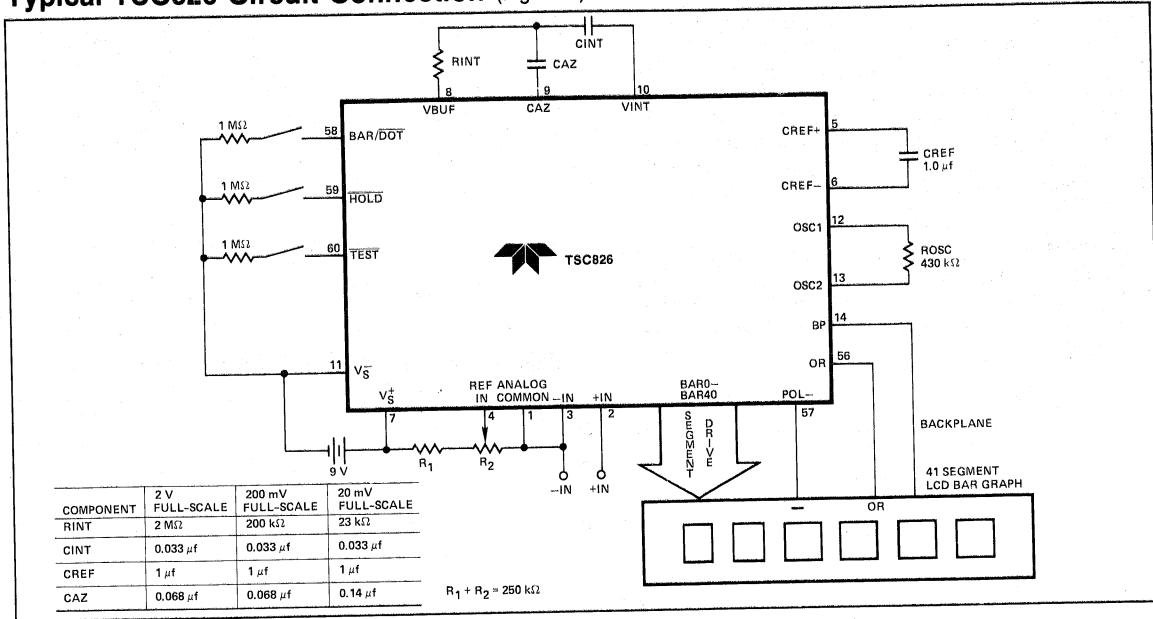 Typical TSC826 Circuit Connection
CINT
RINT
CAZ
8
9
10
VBUF
CAZ
VINT
1 MΩ
58
BAR/DOT
1 MΩ
59
HOLD
1 MΩ
60
TEST
CREF+
5
CREF
1.0 μf
CREF−
6
OSC1
12
ROSC
430 kΩ
OSC2
13
BP
14
OR
56
TSC826
11
VS−
VS+
7
REF IN
4
ANALOG COMMON
1
−IN
3
+IN
2
BAR0–
BAR40
POL−
57
SEGMENT
DRIVE
BACKPLANE
9 V
R1
R2
−IN
+IN
41 SEGMENT
LCD BAR GRAPH
−
OR
COMPONENT 2 V FULL-SCALE 200 mV FULL-SCALE 20 mV FULL-SCALE
RINT 2 MΩ 200 kΩ 23 kΩ
CINT 0.033 μf 0.033 μf 0.033 μf
CREF 1 μf 1 μf 1 μf
CAZ 0.068 μf 0.068 μf 0.14 μf
R1 + R2 = 250 kΩ